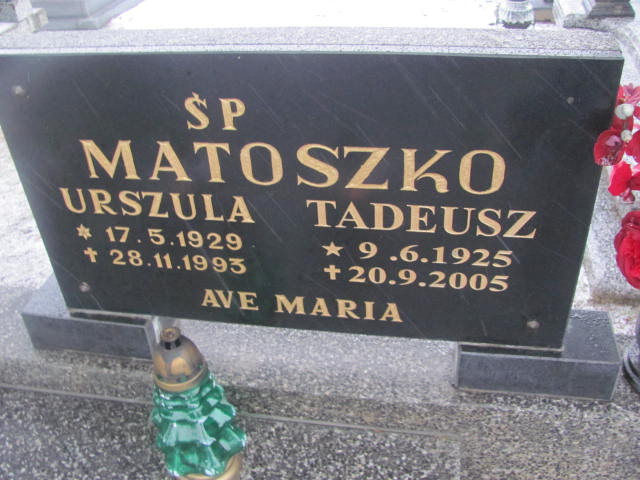 ŚP
MATOSZKO
URSZULA TADEUSZ
* 17.5.1929 * 9.6.1925
† 28.11.1993 † 20.9.2005
AVE MARIA